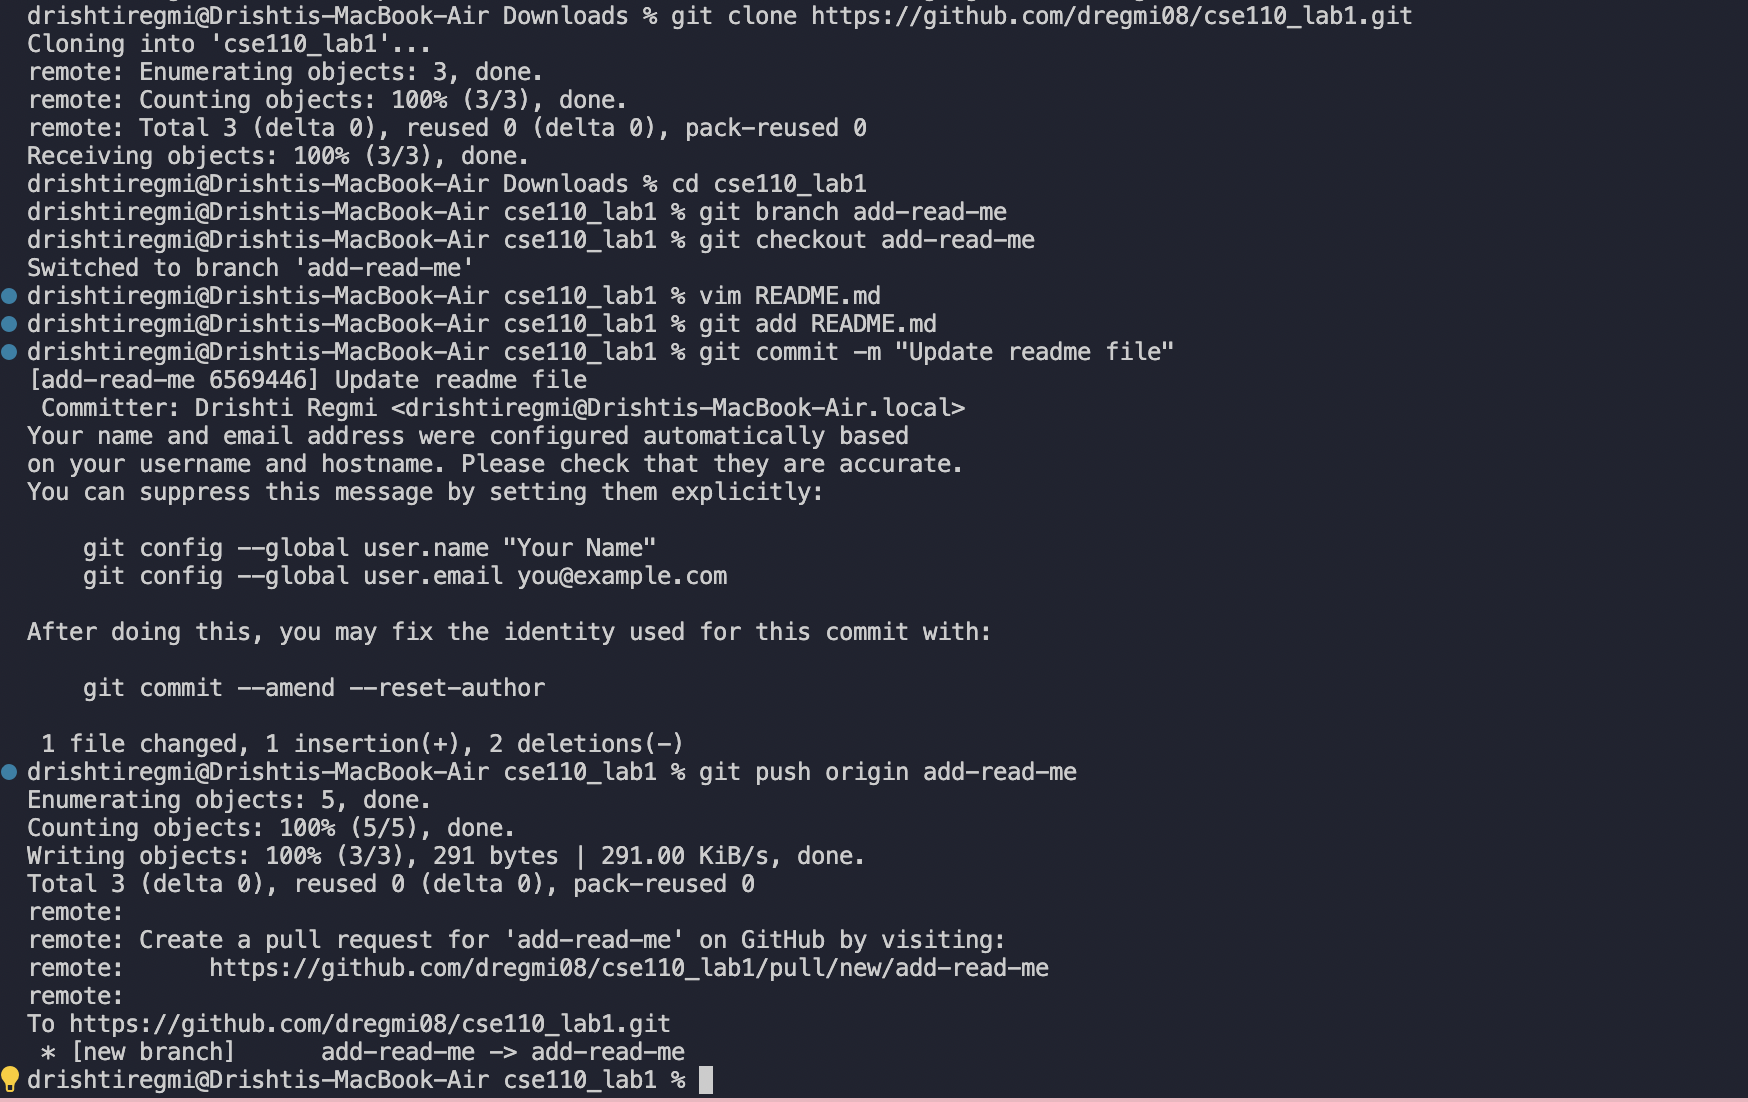 drishtiregmi@Drishtis-MacBook-Air Downloads % git clone https://github.com/dregmi08/cse110_lab1.git
Cloning into 'cse110_lab1'...
remote: Enumerating objects: 3, done.
remote: Counting objects: 100% (3/3), done.
remote: Total 3 (delta 0), reused 0 (delta 0), pack-reused 0
Receiving objects: 100% (3/3), done.
drishtiregmi@Drishtis-MacBook-Air Downloads % cd cse110_lab1
drishtiregmi@Drishtis-MacBook-Air cse110_lab1 % git branch add-read-me
drishtiregmi@Drishtis-MacBook-Air cse110_lab1 % git checkout add-read-me
Switched to branch 'add-read-me'
drishtiregmi@Drishtis-MacBook-Air cse110_lab1 % vim README.md
drishtiregmi@Drishtis-MacBook-Air cse110_lab1 % git add README.md
drishtiregmi@Drishtis-MacBook-Air cse110_lab1 % git commit -m "Update readme file"
[add-read-me 6569446] Update readme file
 Committer: Drishti Regmi <drishtiregmi@Drishtis-MacBook-Air.local>
Your name and email address were configured automatically based
on your username and hostname. Please check that they are accurate.
You can suppress this message by setting them explicitly:

    git config --global user.name "Your Name"
    git config --global user.email you@example.com

After doing this, you may fix the identity used for this commit with:

    git commit --amend --reset-author

 1 file changed, 1 insertion(+), 2 deletions(-)
drishtiregmi@Drishtis-MacBook-Air cse110_lab1 % git push origin add-read-me
Enumerating objects: 5, done.
Counting objects: 100% (5/5), done.
Writing objects: 100% (3/3), 291 bytes | 291.00 KiB/s, done.
Total 3 (delta 0), reused 0 (delta 0), pack-reused 0
remote:
remote: Create a pull request for 'add-read-me' on GitHub by visiting:
remote:      https://github.com/dregmi08/cse110_lab1/pull/new/add-read-me
remote:
To https://github.com/dregmi08/cse110_lab1.git
 * [new branch]      add-read-me -> add-read-me
drishtiregmi@Drishtis-MacBook-Air cse110_lab1 %